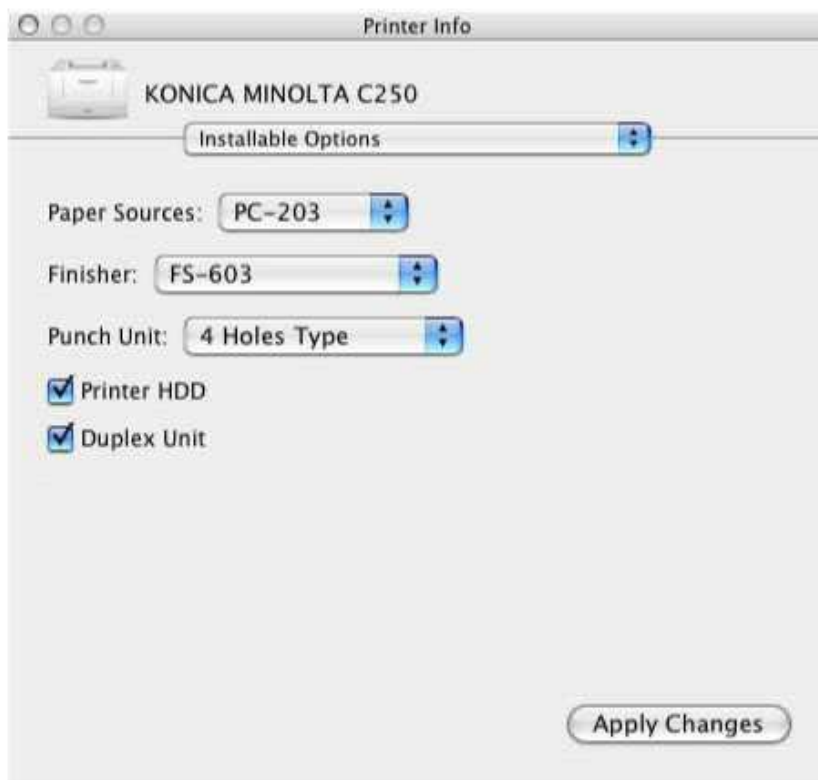 Printer Info
KONICA MINOLTA C250
Installable Options
Paper Sources: PC-203
Finisher: FS-603
Punch Unit: 4 Holes Type
Printer HDD
Duplex Unit
Apply Changes